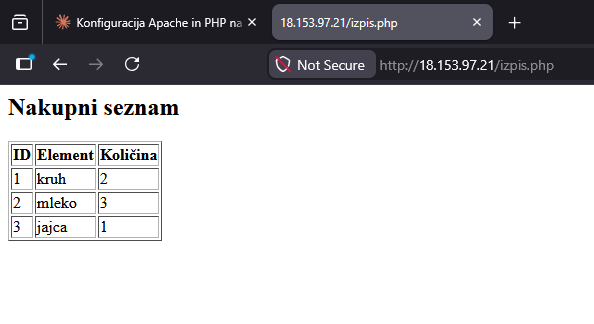 Konfiguracija Apache in PHP na
18.153.97.21/izpis.php
Not Secure http://18.153.97.21/izpis.php
Nakupni seznam
ID Element Količina
1 kruh 2
2 mleko 3
3 jajca 1